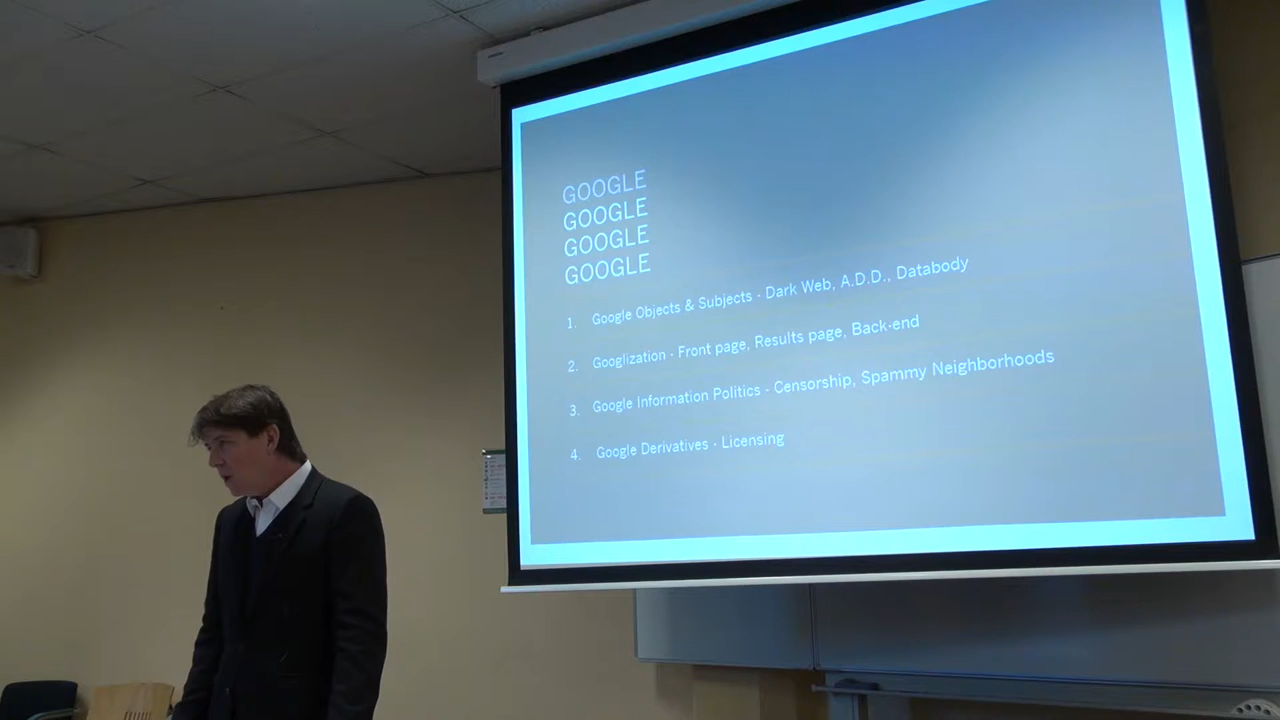 GOOGLE
GOOGLE
GOOGLE
GOOGLE
1. Google Objects & Subjects - Dark Web, A.D.D., Databody
2. Googlization - Front page, Results page, Back-end
3. Google Information Politics - Censorship, Spammy Neighborhoods
4. Google Derivatives - Licensing